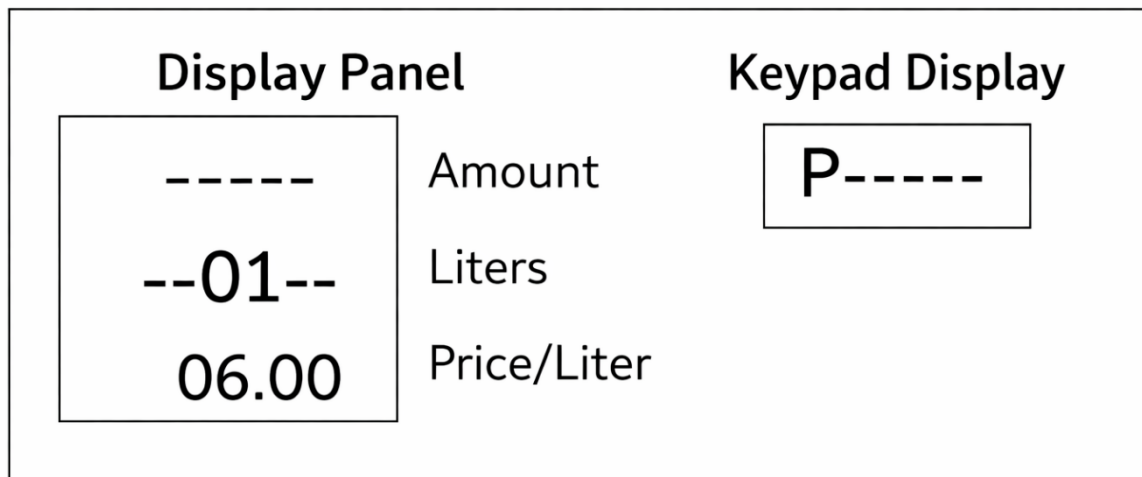 Display Panel
Keypad Display
----- Amount
P-----
--01-- Liters
06.00 Price/Liter